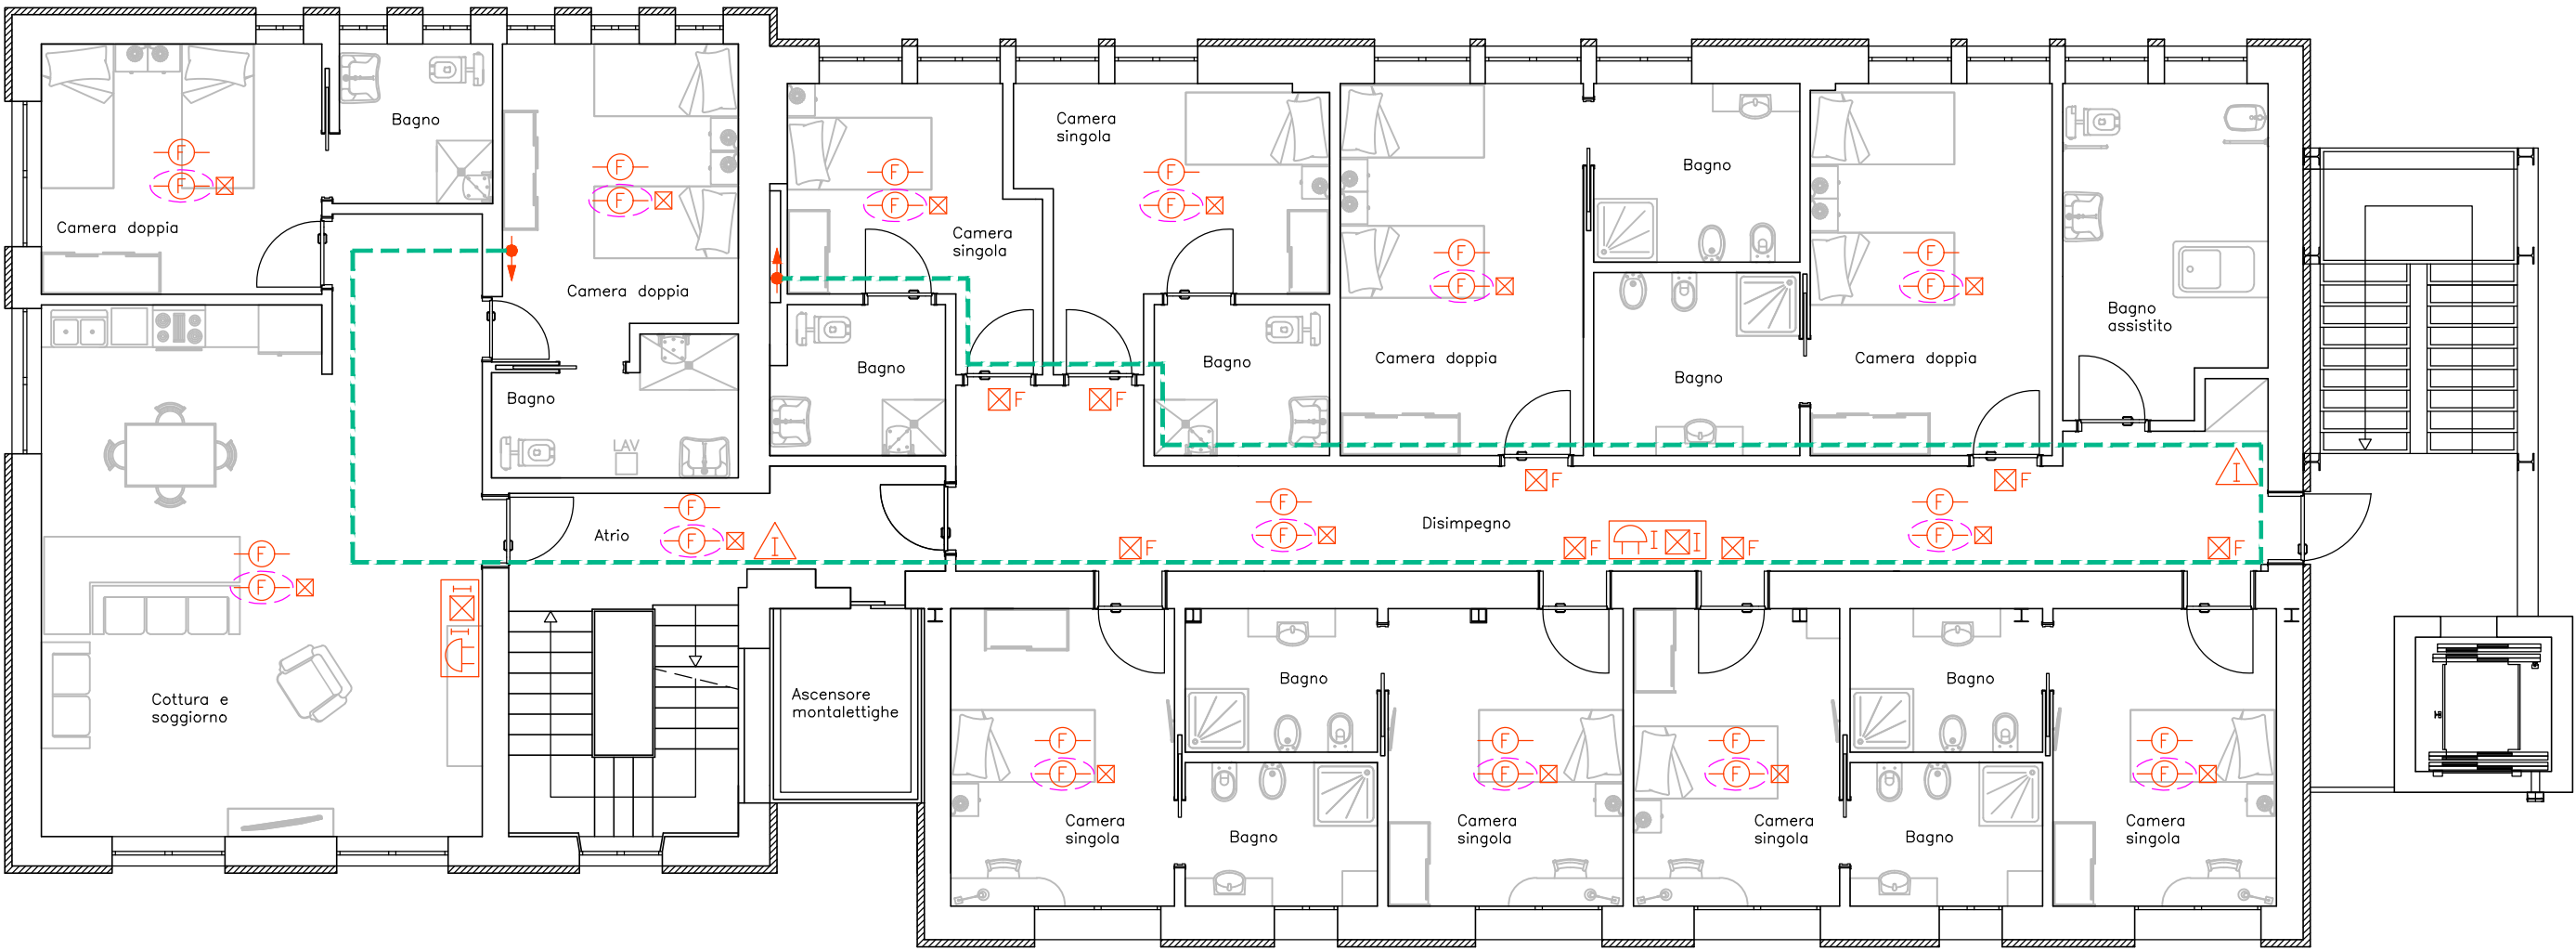 Bagno
Camera doppia
F
F
Camera doppia
F
F
Bagno
LAV
Camera
singola
F
F
Bagno
Camera
singola
F
F
Bagno
F
F
Camera doppia
F
F
Bagno
Bagno
Camera doppia
F
F
Bagno
assistito
F
F
F
F
I
Atrio
F
F
I
Disimpegno
F
F
F
F
F
I
I
F
F
F
F
Cottura e
soggiorno
F
F
I
I
Ascensore
montalettighe
Camera
singola
F
F
Bagno
Bagno
Camera
singola
F
F
Camera
singola
F
F
Bagno
Bagno
Camera
singola
F
F